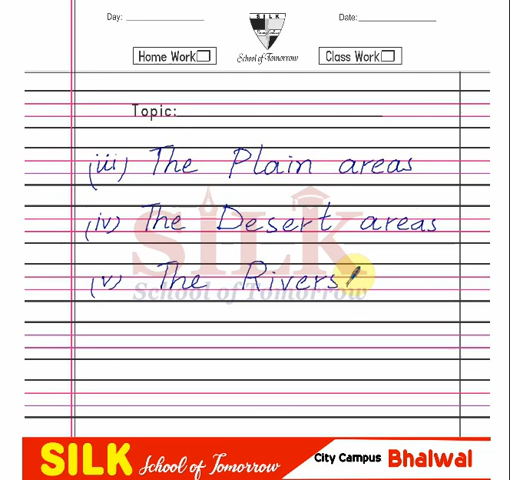 Day:
Date:
SILK
School of Tomorrow
Home Work
Class Work
Topic:
(iii) The Plain areas
(iv) The Desert areas
(v) The Rivers
SILK
School of Tomorrow
SILK School of Tomorrow City Campus Bhalwal